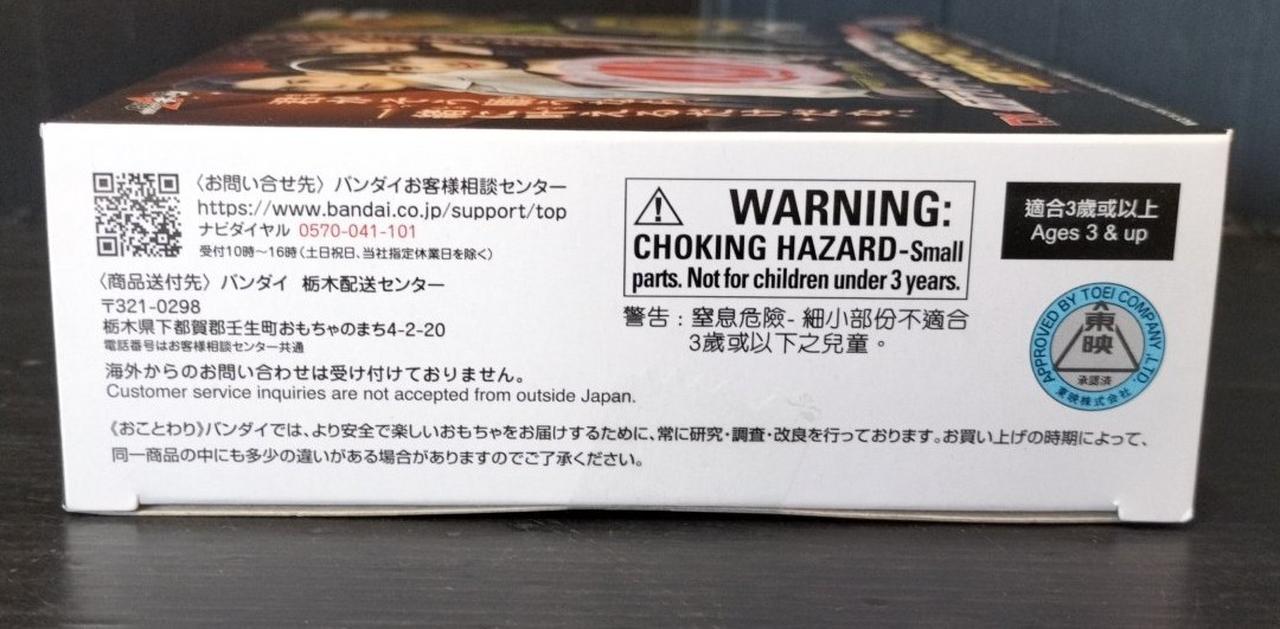 〈お問い合せ先〉バンダイお客様相談センター
https://www.bandai.co.jp/support/top
ナビダイヤル 0570-041-101
受付10時〜16時(土日祝日、当社指定休業日を除く)
〈商品送付先〉バンダイ 栃木配送センター
〒321-0298
栃木県下都賀郡壬生町おもちゃのまち4-2-20
電話番号はお客様相談センター共通
海外からのお問い合わせは受け付けておりません。
Customer service inquiries are not accepted from outside Japan.
《おことわり》バンダイでは、より安全で楽しいおもちゃをお届けするために、常に研究・調査・改良を行っております。お買い上げの時期によって、
同一商品の中にも多少の違いがある場合がありますのでご了承ください。
WARNING:
CHOKING HAZARD-Small
parts. Not for children under 3 years.
警告：窒息危險- 細小部份不適合
3歲或以下之兒童。
適合3歲或以上
Ages 3 & up
APPROVED BY TOEI COMPANY, LTD.
東映
承認済
東映株式会社